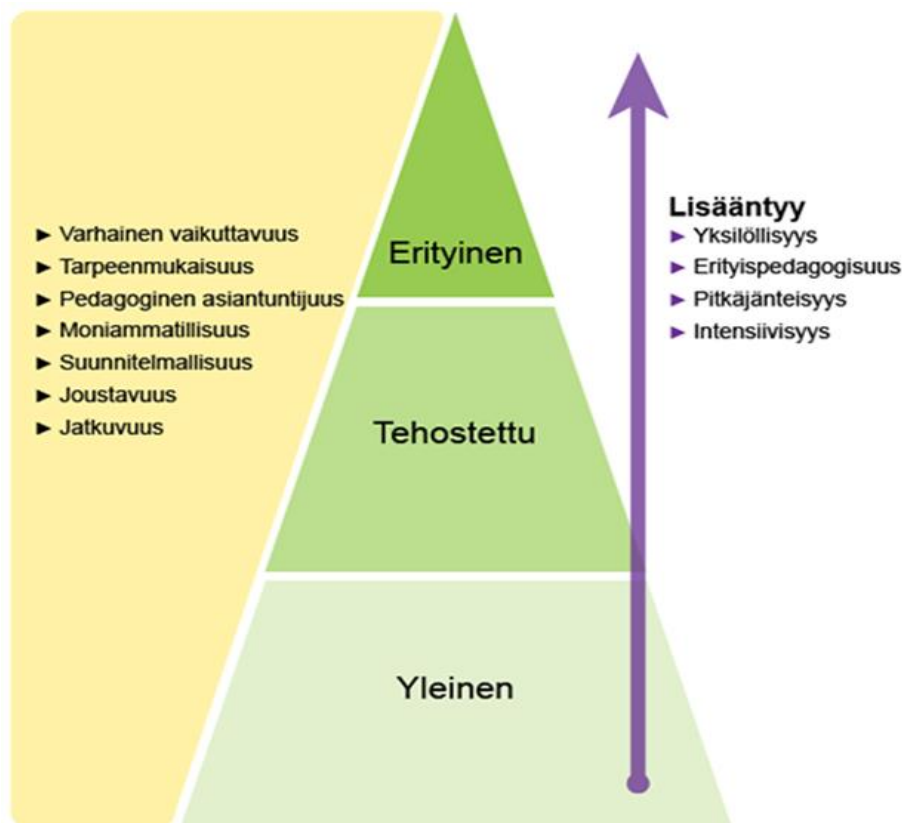 ► Varhainen vaikuttavuus
► Tarpeenmukaisuus
► Pedagoginen asiantuntijuus
► Moniammatillisuus
► Suunnitelmallisuus
► Joustavuus
► Jatkuvuus
Erityinen
Tehostettu
Yleinen
Lisääntyy
► Yksilöllisyys
► Erityispedagogisuus
► Pitkäjänteisyys
► Intensiivisyys